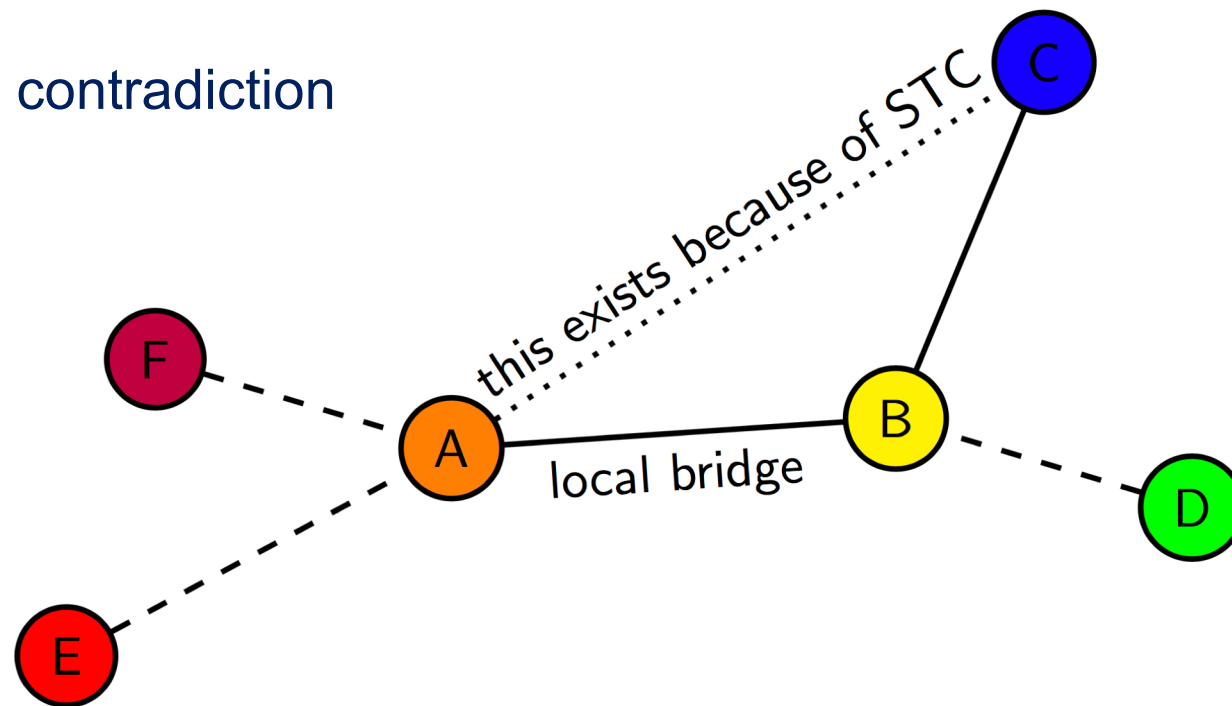 contradiction
C
this exists because of STC
F
A
B
local bridge
D
E